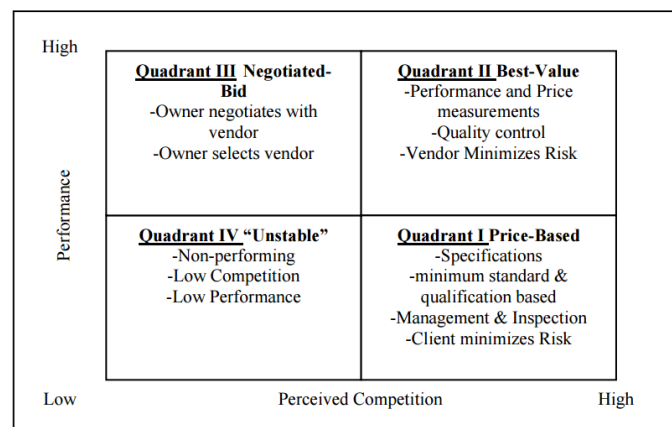 High
Quadrant III Negotiated-
Bid
-Owner negotiates with
vendor
-Owner selects vendor
Quadrant II Best-Value
-Performance and Price
measurements
-Quality control
-Vendor Minimizes Risk
Performance
Quadrant IV “Unstable”
-Non-performing
-Low Competition
-Low Performance
Quadrant I Price-Based
-Specifications
-minimum standard &
qualification based
-Management & Inspection
-Client minimizes Risk
Low
Perceived Competition
High